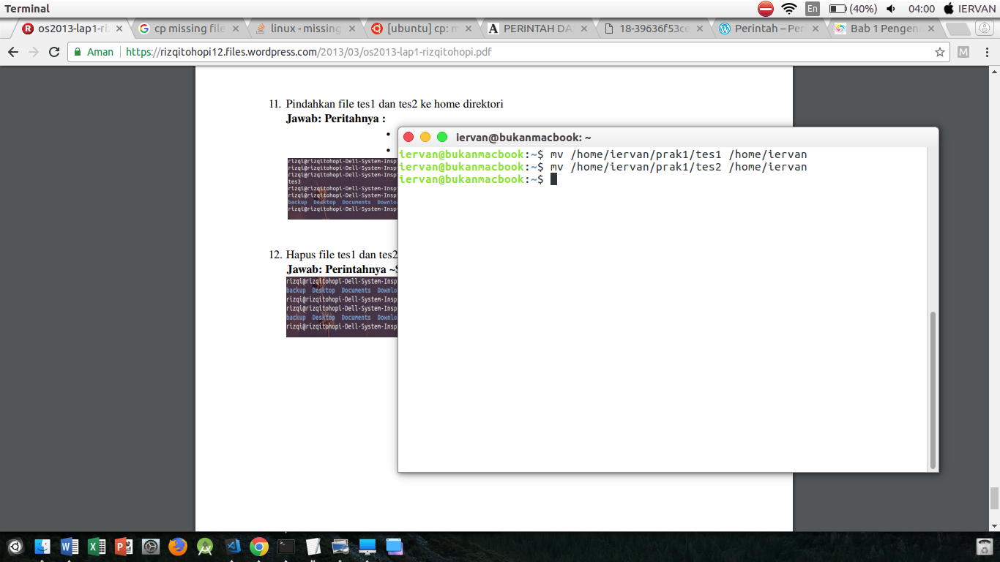 Terminal
En (40%) 04:00 IERVAN
os2013-lap1-ri
cp missing file
linux - missing
[ubuntu] cp: m
PERINTAH DA
18-39636f53ce
Perintah – Per
Bab 1 Pengen
Aman https://rizqitohopi12.files.wordpress.com/2013/03/os2013-lap1-rizqitohopi.pdf
11. Pindahkan file tes1 dan tes2 ke home direktori
Jawab: Peritahnya :
•
•
rizqi@rizqitohopi-Dell-System-Insp
rizqi@rizqitohopi-Dell-System-Insp
rizqi@rizqitohopi-Dell-System-Insp
tes3
rizqi@rizqitohopi-Dell-System-Insp
rizqi@rizqitohopi-Dell-System-Insp
backup Desktop Documents Downlo
rizqi@rizqitohopi-Dell-System-Insp
12. Hapus file tes1 dan tes2
Jawab: Perintahnya ~$
rizqi@rizqitohopi-Dell-System-Insp
backup Desktop Documents Downlo
rizqi@rizqitohopi-Dell-System-Insp
rizqi@rizqitohopi-Dell-System-Insp
backup Desktop Documents Downlo
rizqi@rizqitohopi-Dell-System-Insp
iervan@bukanmacbook: ~
iervan@bukanmacbook:~$ mv /home/iervan/prak1/tes1 /home/iervan
iervan@bukanmacbook:~$ mv /home/iervan/prak1/tes2 /home/iervan
iervan@bukanmacbook:~$